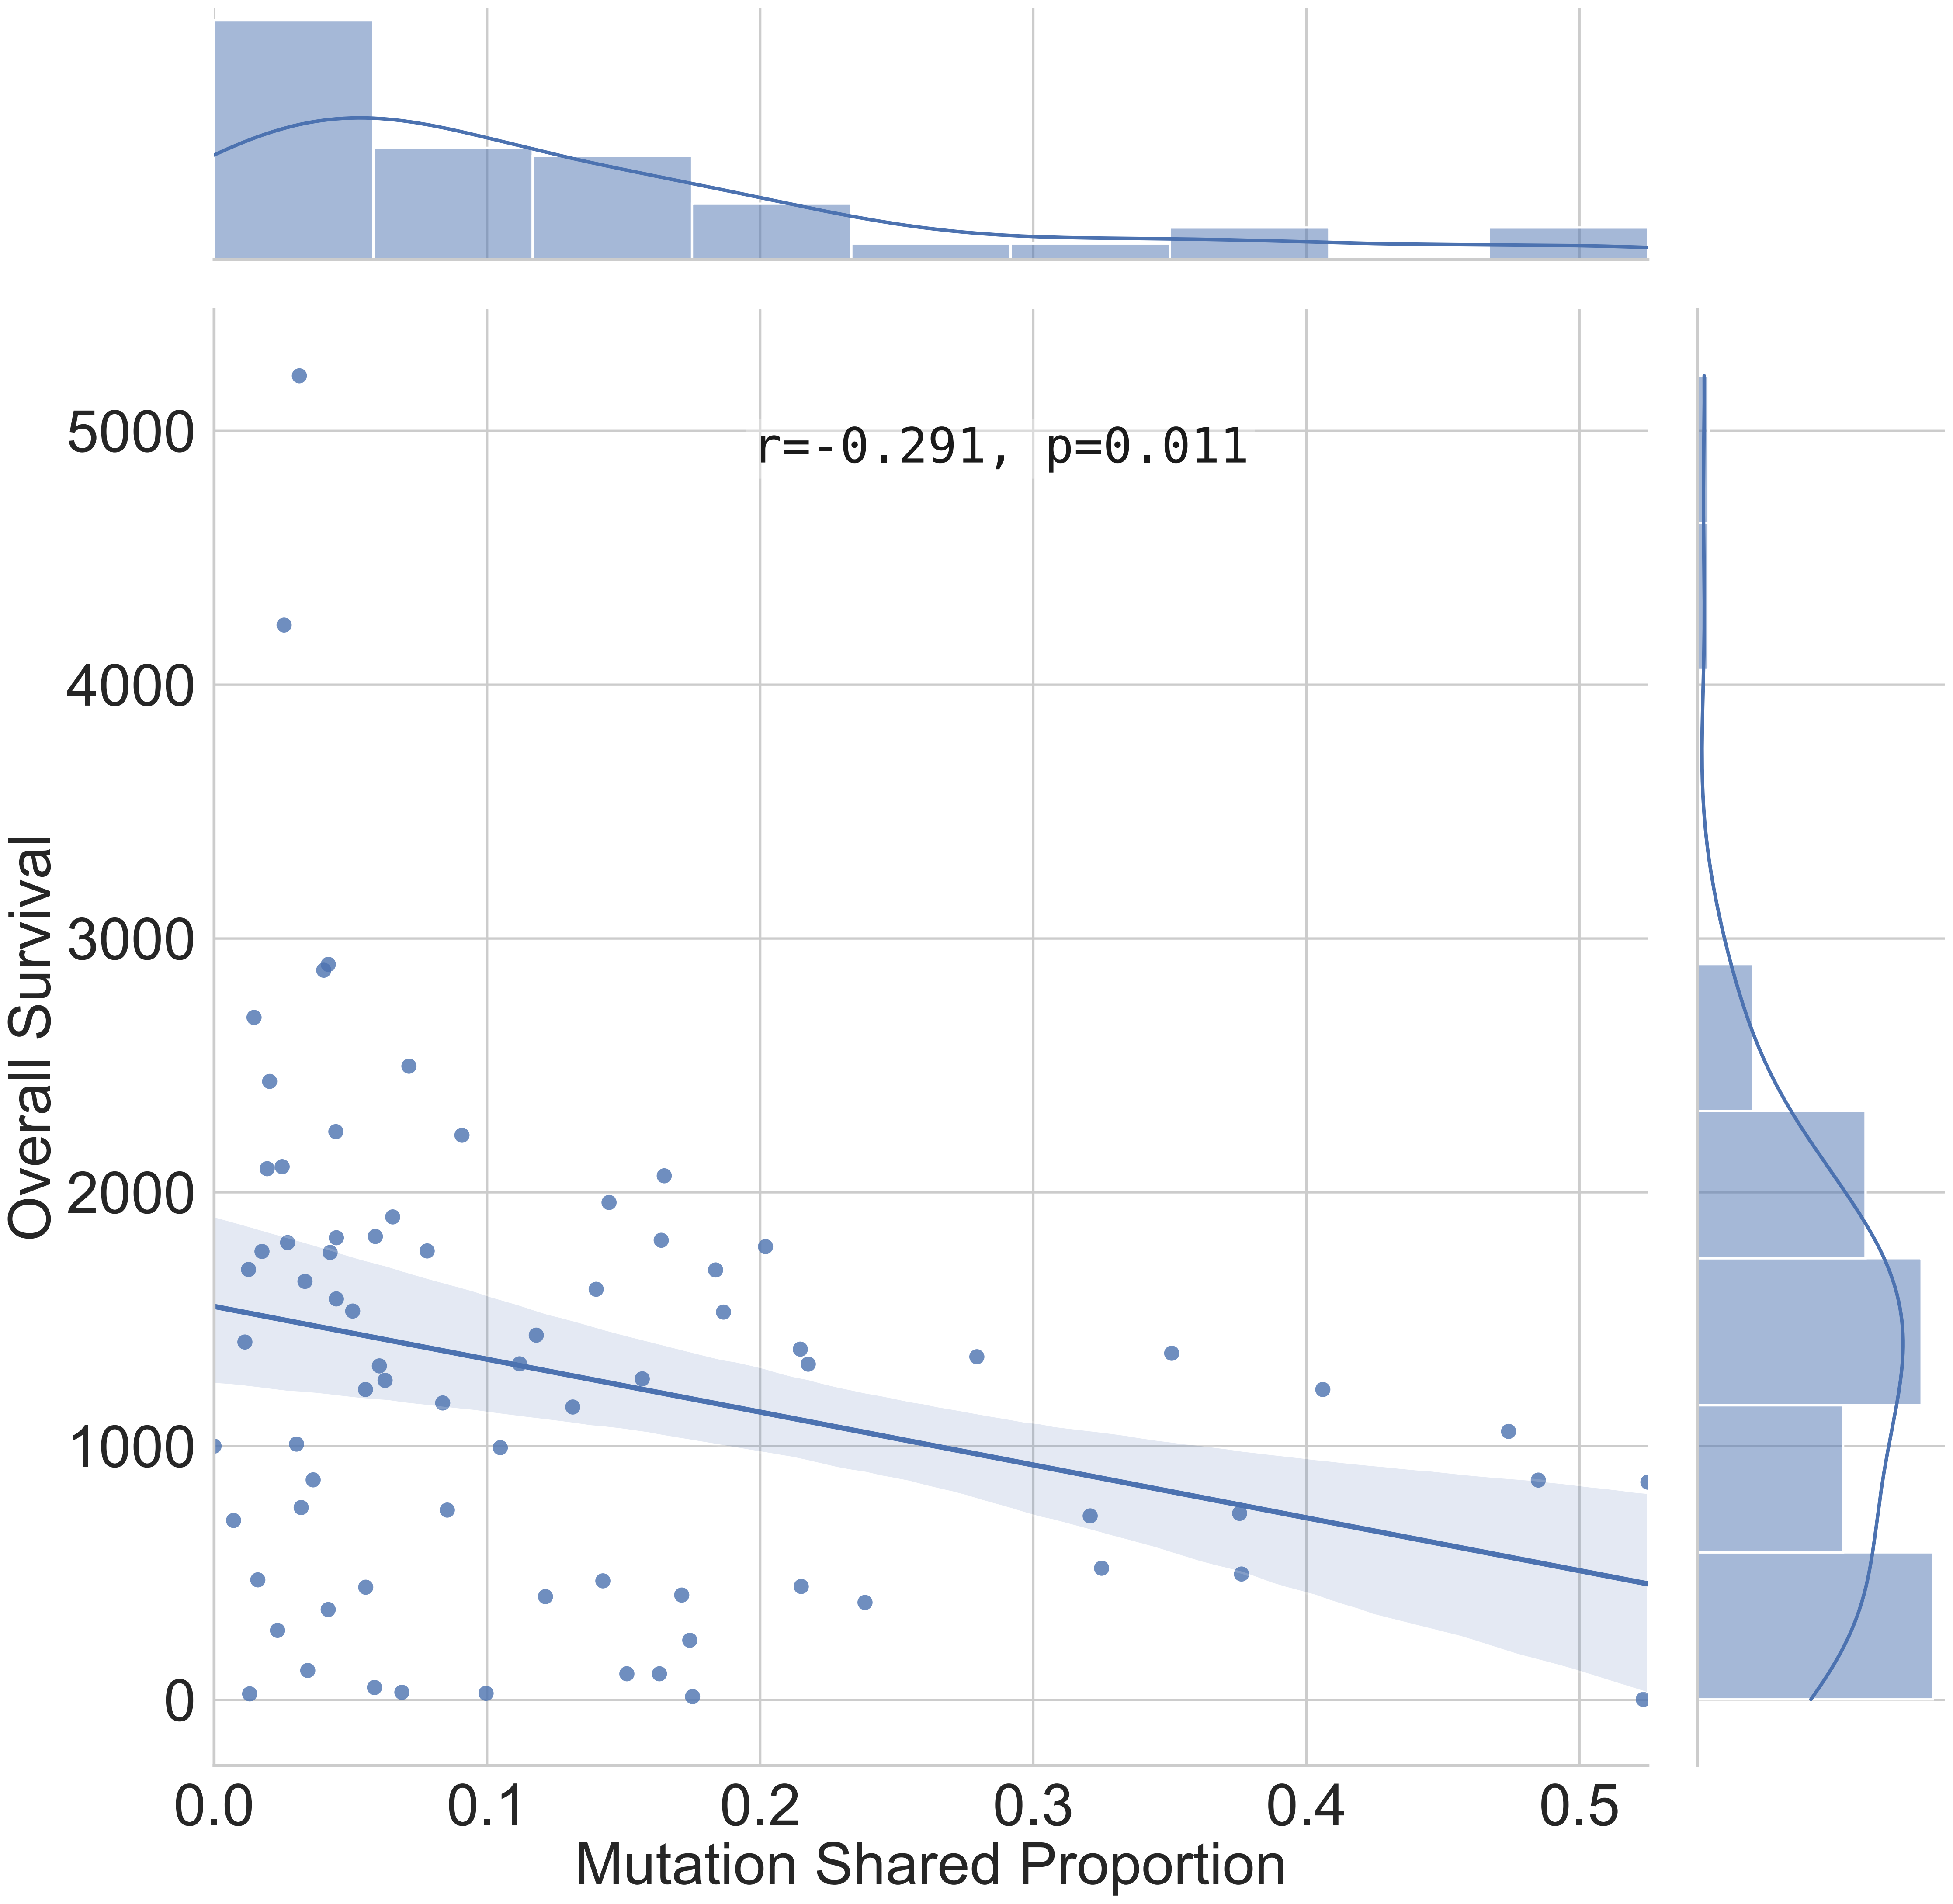 r=-0.291, p=0.011
5000
4000
3000
2000
1000
0
Overall Survival
0.0 0.1 0.2 0.3 0.4 0.5
Mutation Shared Proportion